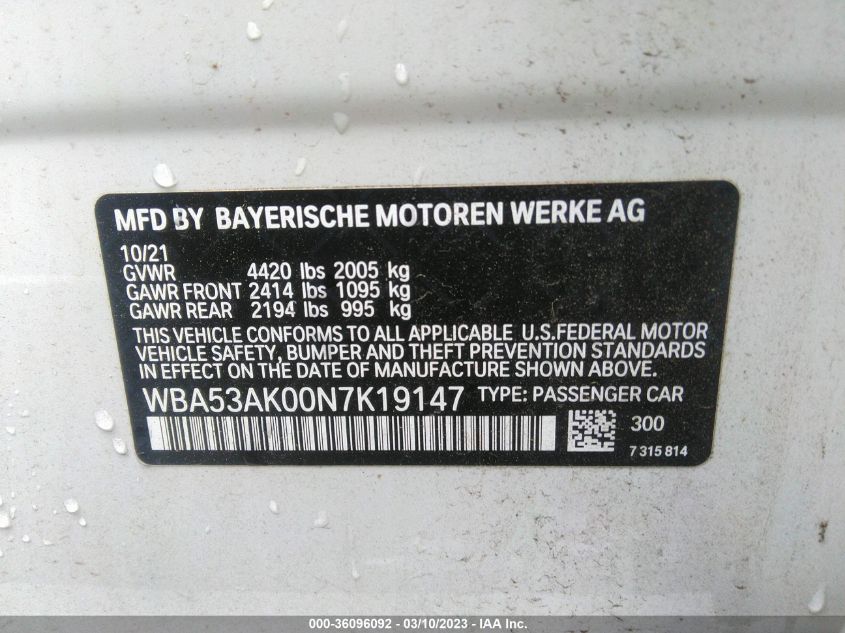 MFD BY BAYERISCHE MOTOREN WERKE AG
10/21
GVWR 4420 lbs 2005 kg
GAWR FRONT 2414 lbs 1095 kg
GAWR REAR 2194 lbs 995 kg
THIS VEHICLE CONFORMS TO ALL APPLICABLE U.S.FEDERAL MOTOR
VEHICLE SAFETY, BUMPER AND THEFT PREVENTION STANDARDS
IN EFFECT ON THE DATE OF MANUFACTURE SHOWN ABOVE.
WBA53AK00N7K19147 TYPE: PASSENGER CAR
300
7 315 814
000-36096092 - 03/10/2023 - IAA Inc.